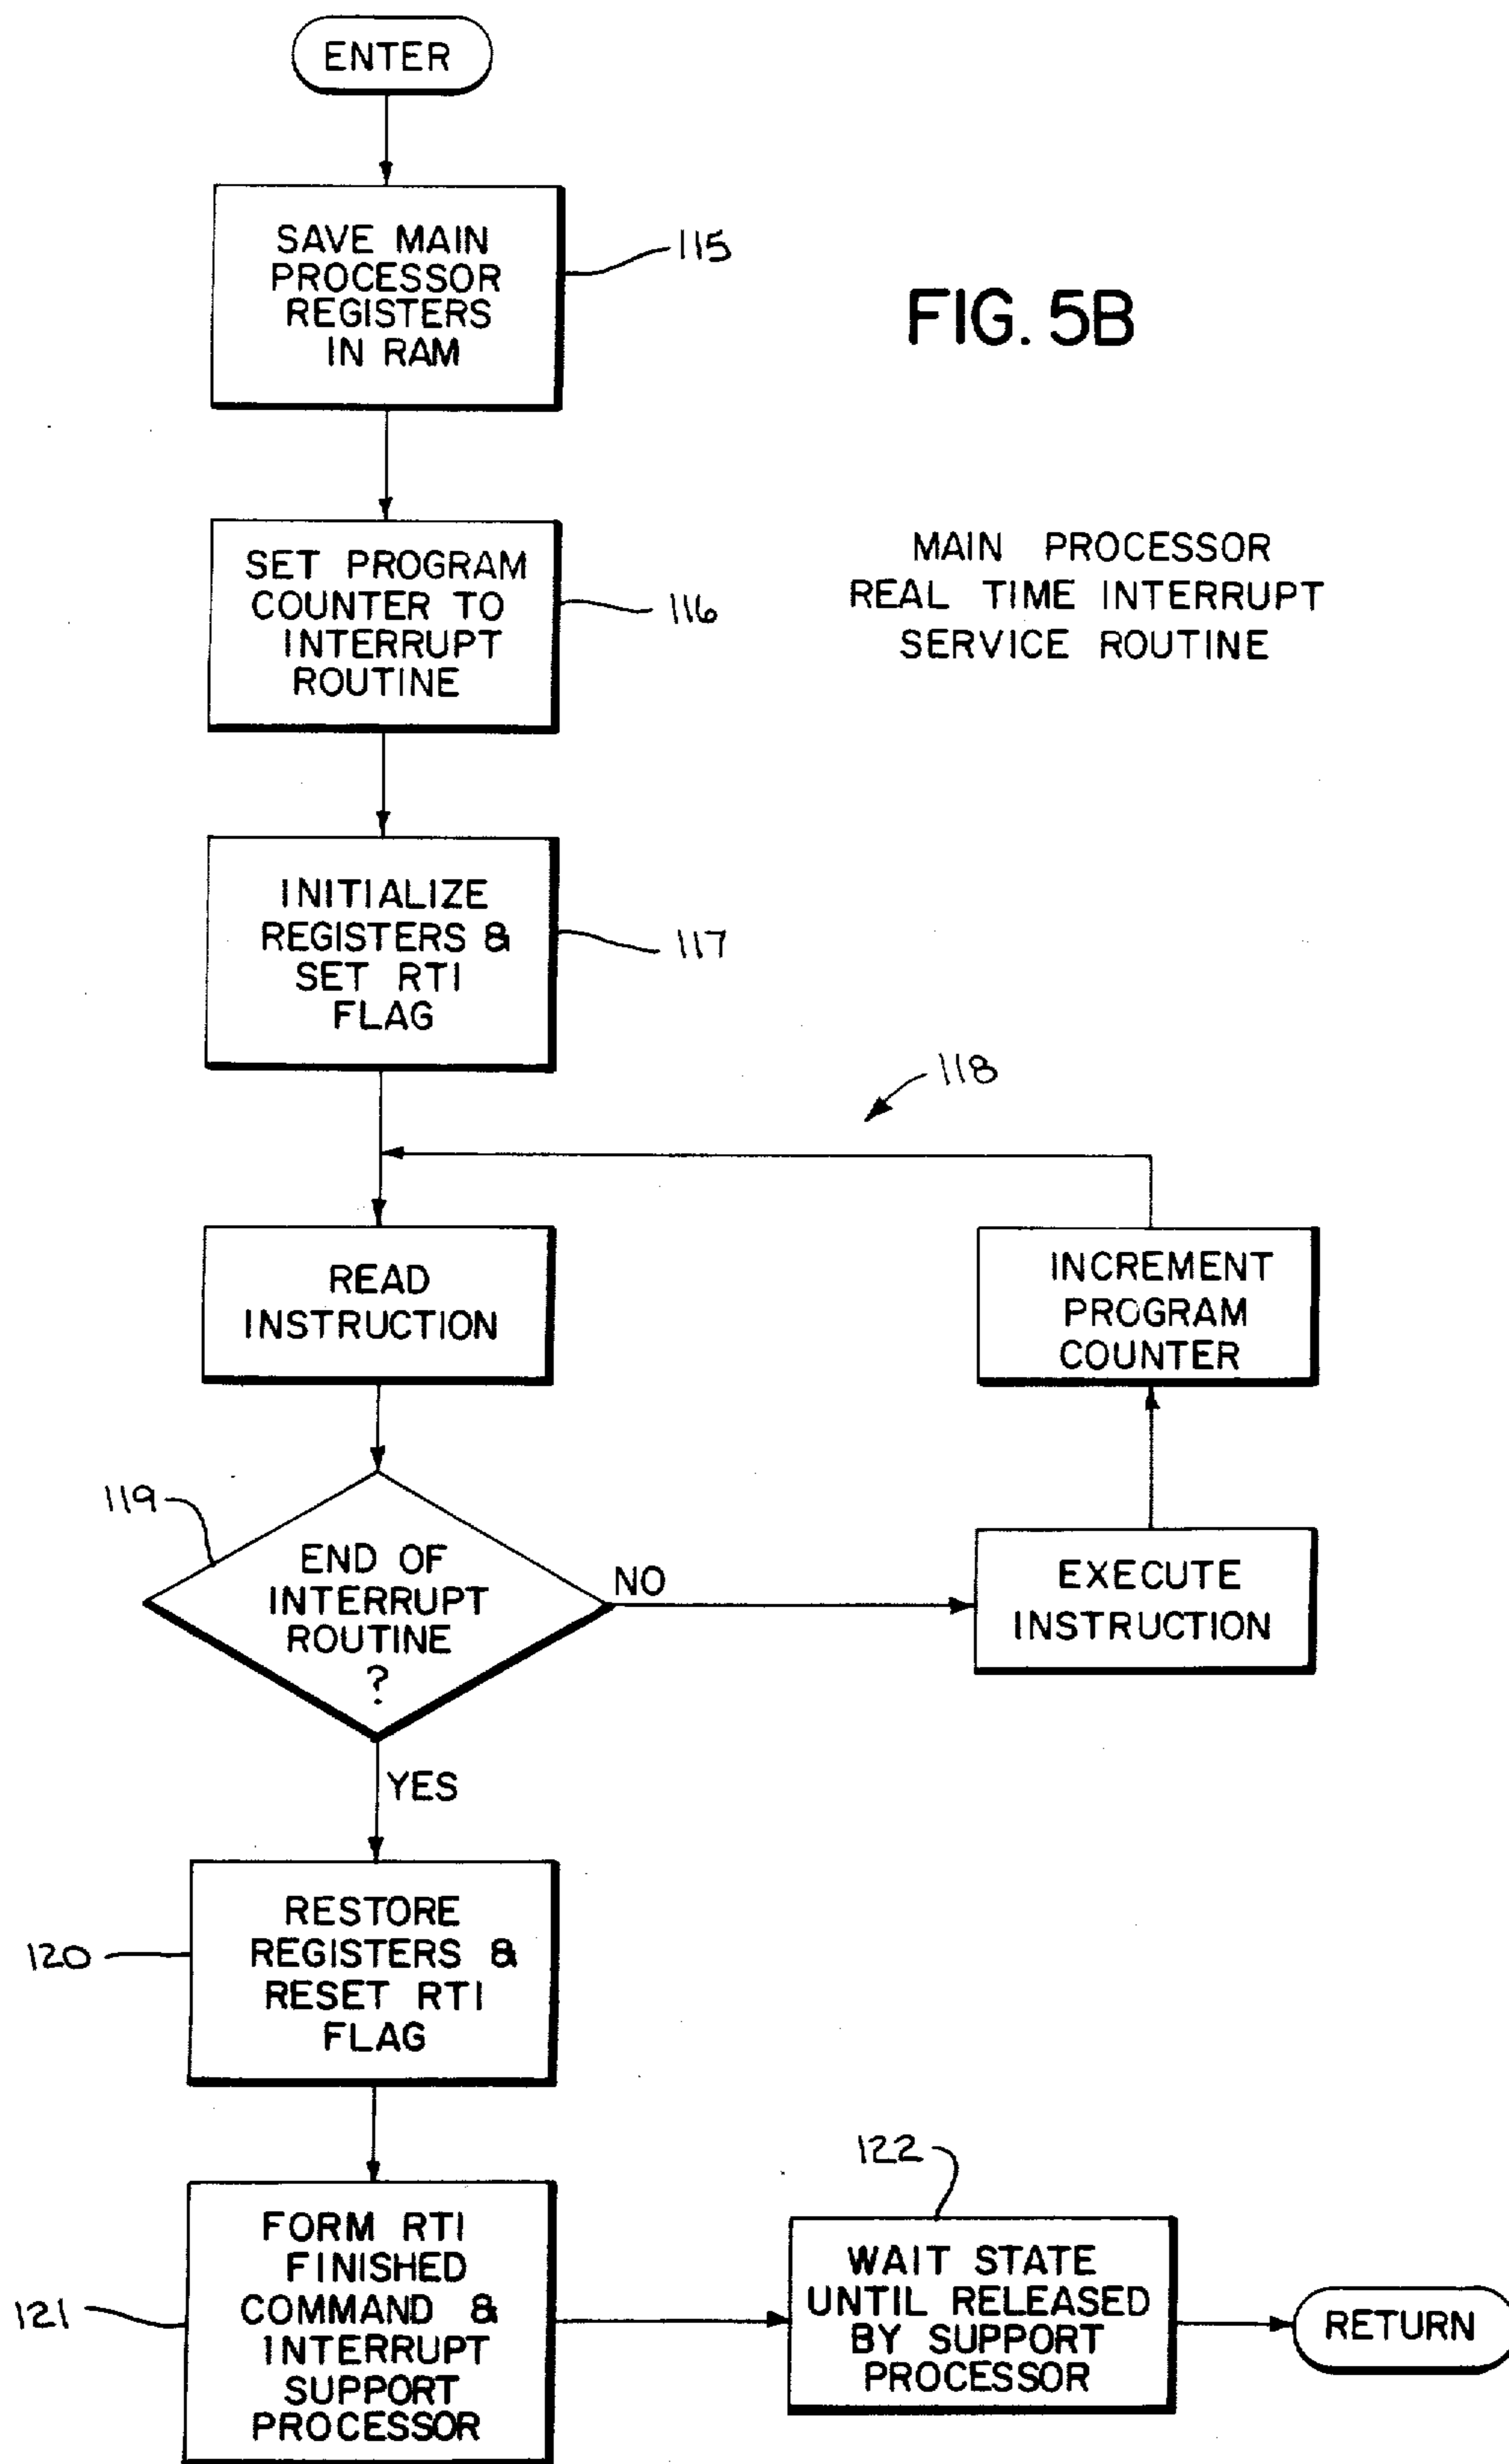 ENTER
SAVE MAIN
PROCESSOR
REGISTERS
IN RAM
115
FIG. 5B
SET PROGRAM
COUNTER TO
INTERRUPT
ROUTINE
116
MAIN PROCESSOR
REAL TIME INTERRUPT
SERVICE ROUTINE
INITIALIZE
REGISTERS &
SET RTI
FLAG
117
118
READ
INSTRUCTION
INCREMENT
PROGRAM
COUNTER
119
END OF
INTERRUPT
ROUTINE
?
NO
EXECUTE
INSTRUCTION
YES
RESTORE
REGISTERS &
RESET RTI
FLAG
120
FORM RTI
FINISHED
COMMAND &
INTERRUPT
SUPPORT
PROCESSOR
121
122
WAIT STATE
UNTIL RELEASED
BY SUPPORT
PROCESSOR
RETURN